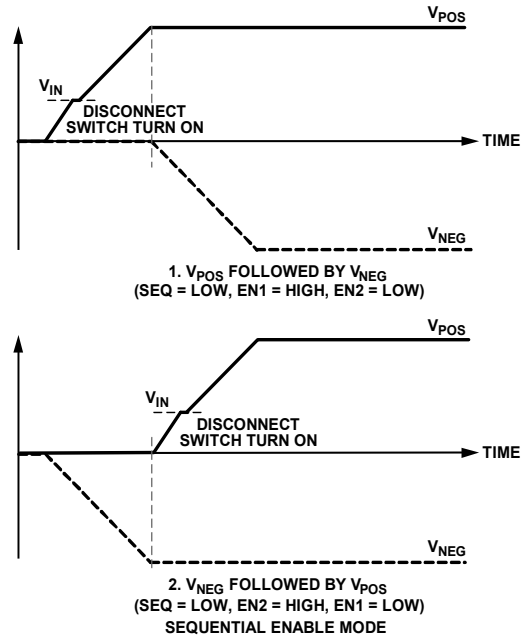 VPOS
VIN
DISCONNECT
SWITCH TURN ON
TIME
VNEG
1. VPOS FOLLOWED BY VNEG
(SEQ = LOW, EN1 = HIGH, EN2 = LOW)
VPOS
VIN
DISCONNECT
SWITCH TURN ON
TIME
VNEG
2. VNEG FOLLOWED BY VPOS
(SEQ = LOW, EN2 = HIGH, EN1 = LOW)
SEQUENTIAL ENABLE MODE